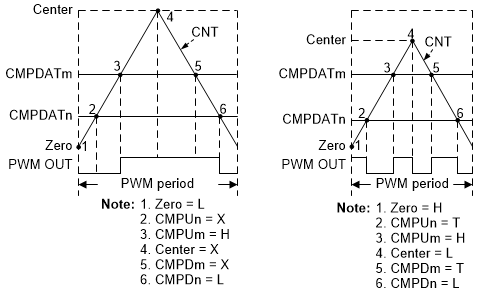 Center
4
CNT
CMPDATm
3
5
CMPDATn
2
6
Zero
1
PWM OUT
PWM period
Note: 1. Zero = L
2. CMPUn = X
3. CMPUm = H
4. Center = X
5. CMPDm = X
6. CMPDn = L
Center
4
CNT
CMPDATm
3
5
CMPDATn
2
6
Zero
1
PWM OUT
PWM period
Note: 1. Zero = H
2. CMPUn = T
3. CMPUm = H
4. Center = L
5. CMPDm = T
6. CMPDn = L